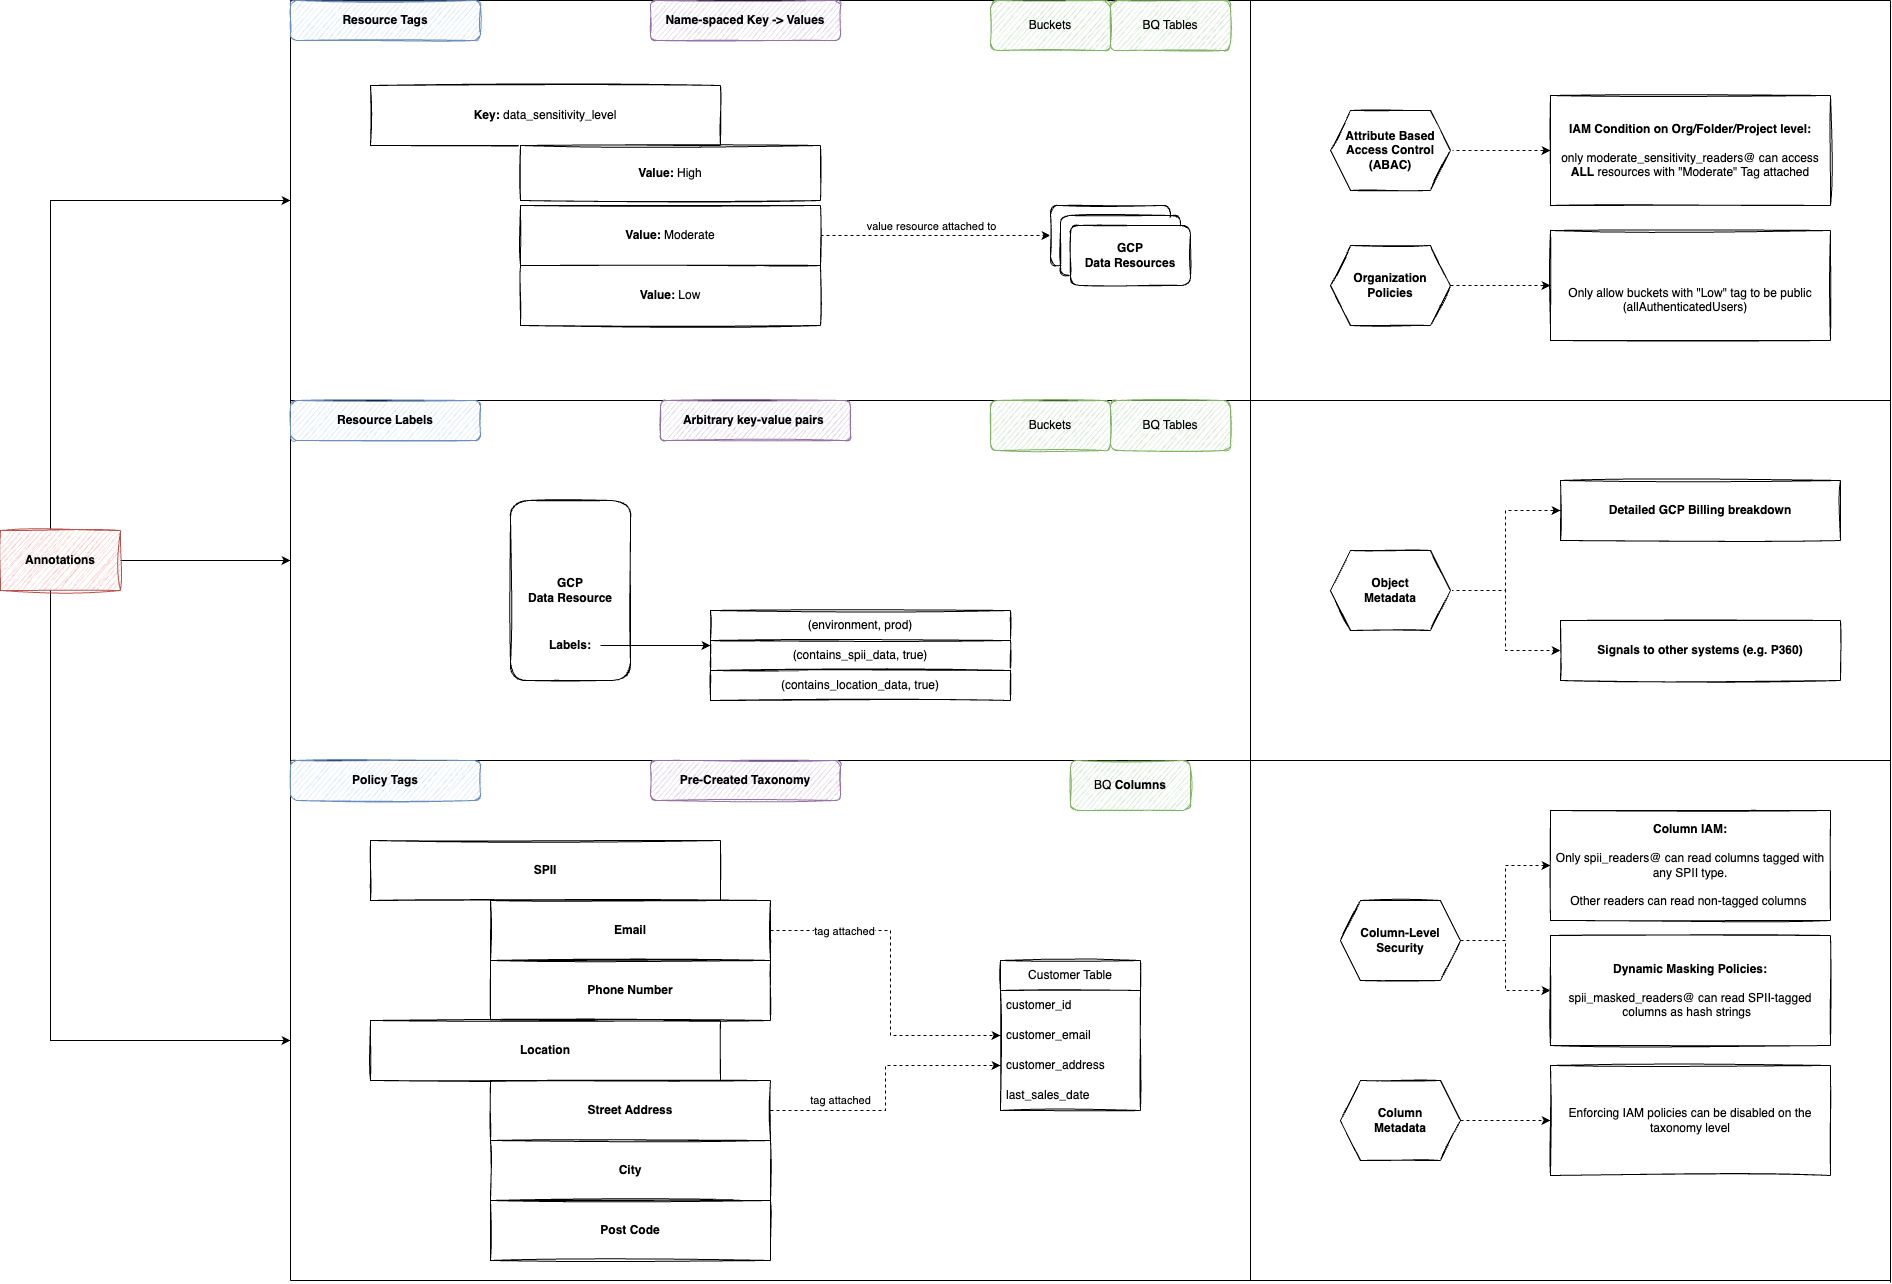 Resource Tags
Name-spaced Key -> Values
Buckets
BQ Tables
Key: data_sensitivity_level
Value: High
Value: Moderate
Value: Low
value resource attached to
GCP
Data Resources
Attribute Based
Access Control
(ABAC)
IAM Condition on Org/Folder/Project level:
only moderate_sensitivity_readers@ can access
ALL resources with "Moderate" Tag attached
Organization
Policies
Only allow buckets with "Low" tag to be public
(allAuthenticatedUsers)
Annotations
Resource Labels
Arbitrary key-value pairs
Buckets
BQ Tables
GCP
Data Resource
Labels:
(environment, prod)
(contains_spii_data, true)
(contains_location_data, true)
Object
Metadata
Detailed GCP Billing breakdown
Signals to other systems (e.g. P360)
Policy Tags
Pre-Created Taxonomy
BQ Columns
SPII
Email
Phone Number
Location
Street Address
City
Post Code
tag attached
tag attached
Customer Table
customer_id
customer_email
customer_address
last_sales_date
Column-Level
Security
Column IAM:
Only spii_readers@ can read columns tagged with
any SPII type.
Other readers can read non-tagged columns
Dynamic Masking Policies:
spii_masked_readers@ can read SPII-tagged
columns as hash strings
Column
Metadata
Enforcing IAM policies can be disabled on the
taxonomy level